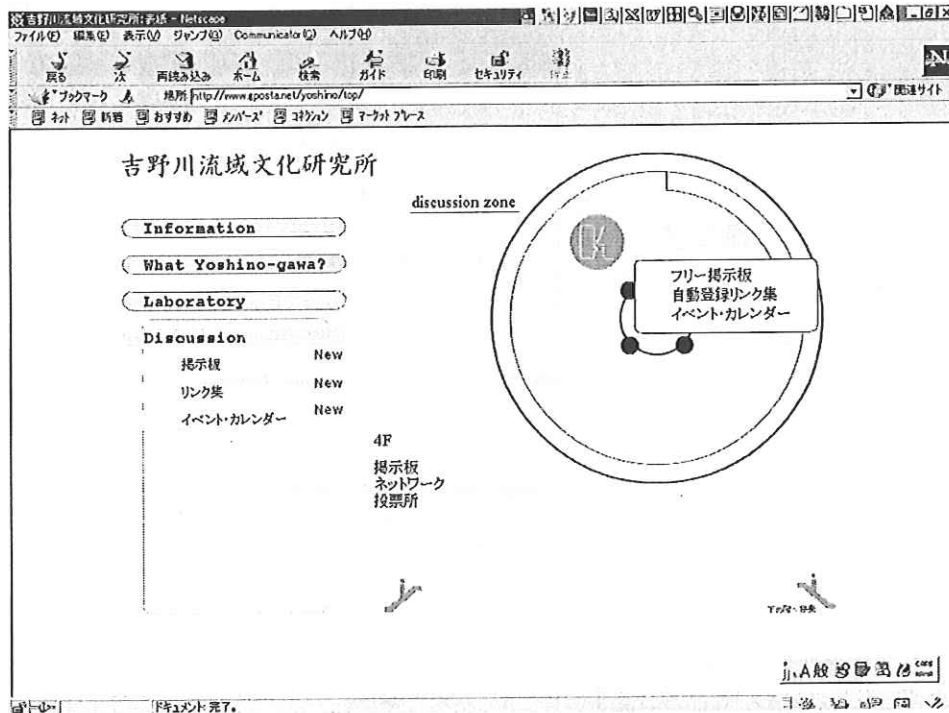 吉野川流域文化研究所:表紙 - Netscape
ファイル(F) 編集(E) 表示(V) ジャンプ(G) Communicator(C) ヘルプ(H)
戻る 次 再読み込み ホーム 検索 ガイド 印刷 セキュリティ 停止
ブックマーク 場所 http://www.eposta.net/yoshino/top/ 関連サイト
ネット 新着 おすすめ メンバーズ コネクション マーケットプレース
吉野川流域文化研究所
discussion zone
Information
What Yoshino-gawa?
Laboratory
Discussion
掲示板 New
リンク集 New
イベント・カレンダー New
フリー掲示板
自動登録リンク集
イベント・カレンダー
4F
掲示板
ネットワーク
投票所
A般
ドキュメント:完了。